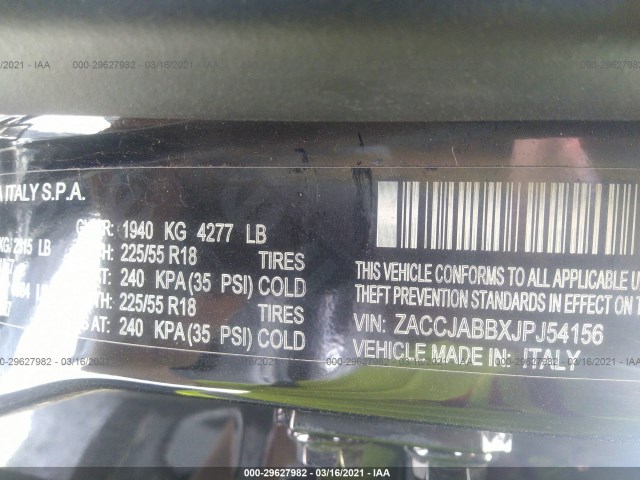 /2021 - IAA 000-29627982 - 03/16/2021 - IAA 000-29627982 - 03/16/2021 - IAA
ITALY S.P.A.
1940 KG 4277 LB
225/55 R18 TIRES
240 KPA(35 PSI) COLD
225/55 R18 TIRES
AT: 240 KPA(35 PSI) COLD
THIS VEHICLE CONFORMS TO ALL APPLICABLE
THEFT PREVENTION STANDARDS IN EFFECT ON
VIN: ZACCJABBXJPJ54156
VEHICLE MADE IN: ITALY
000-29627982 - 03/16/2021 - IAA